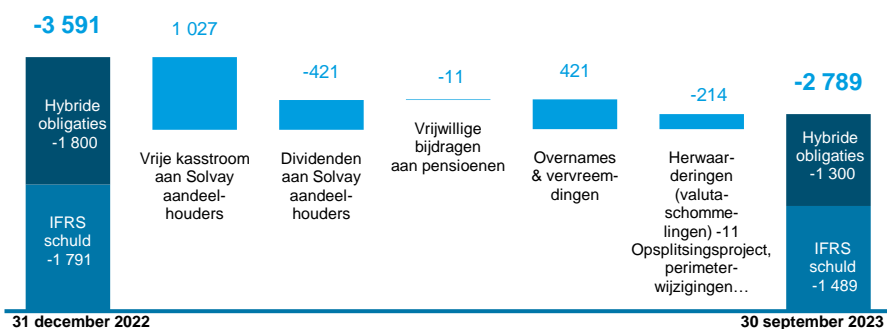 -3 591
Hybride
obligaties
-1 800
IFRS
schuld
-1 791
1 027
Vrije kasstroom
aan Solvay
aandeel-
houders
-421
Dividenden
aan Solvay
aandeel-
houders
-11
Vrijwillige
bijdragen
aan pensioenen
421
Overnames
& vervreem-
dingen
-214
Herwaar-
deringen
(valuta-
schomme-
lingen) -11
Opsplitsingsproject,
perimeter-
wijzigingen…
-2 789
Hybride
obligaties
-1 300
IFRS
schuld
-1 489
31 december 2022
30 september 2023